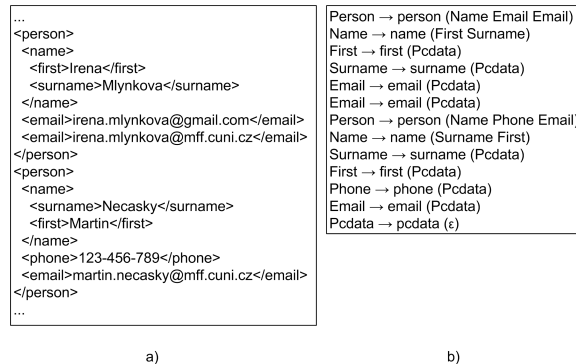 ...
<person>
<name>
<first>Irena</first>
<surname>Mlynkova</surname>
</name>
<email>irena.mlynkova@gmail.com</email>
<email>irena.mlynkova@mff.cuni.cz</email>
</person>
<person>
<name>
<surname>Necasky</surname>
<first>Martin</first>
</name>
<phone>123-456-789</phone>
<email>martin.necasky@mff.cuni.cz</email>
</person>
...
a)
Person → person (Name Email Email)
Name → name (First Surname)
First → first (Pcdata)
Surname → surname (Pcdata)
Email → email (Pcdata)
Email → email (Pcdata)
Person → person (Name Phone Email)
Name → name (Surname First)
Surname → surname (Pcdata)
First → first (Pcdata)
Phone → phone (Pcdata)
Email → email (Pcdata)
Pcdata → pcdata (ε)
b)